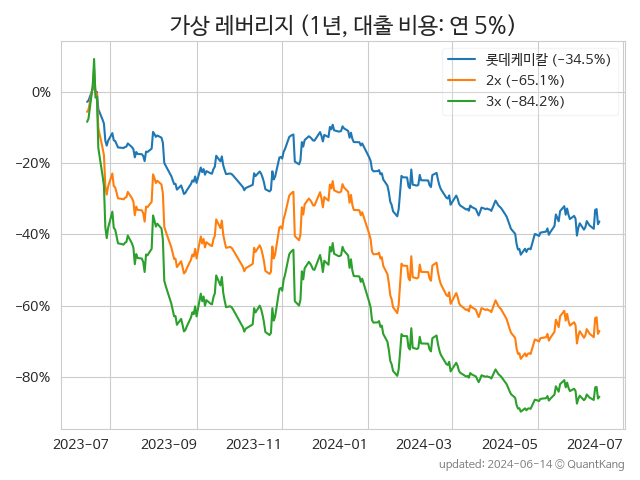 가상 레버리지 (1년, 대출 비용: 연 5%)
롯데케미칼 (-34.5%)
2x (-65.1%)
3x (-84.2%)
0%
-20%
-40%
-60%
-80%
2023-07 2023-09 2023-11 2024-01 2024-03 2024-05 2024-07
updated: 2024-06-14 © QuantKang